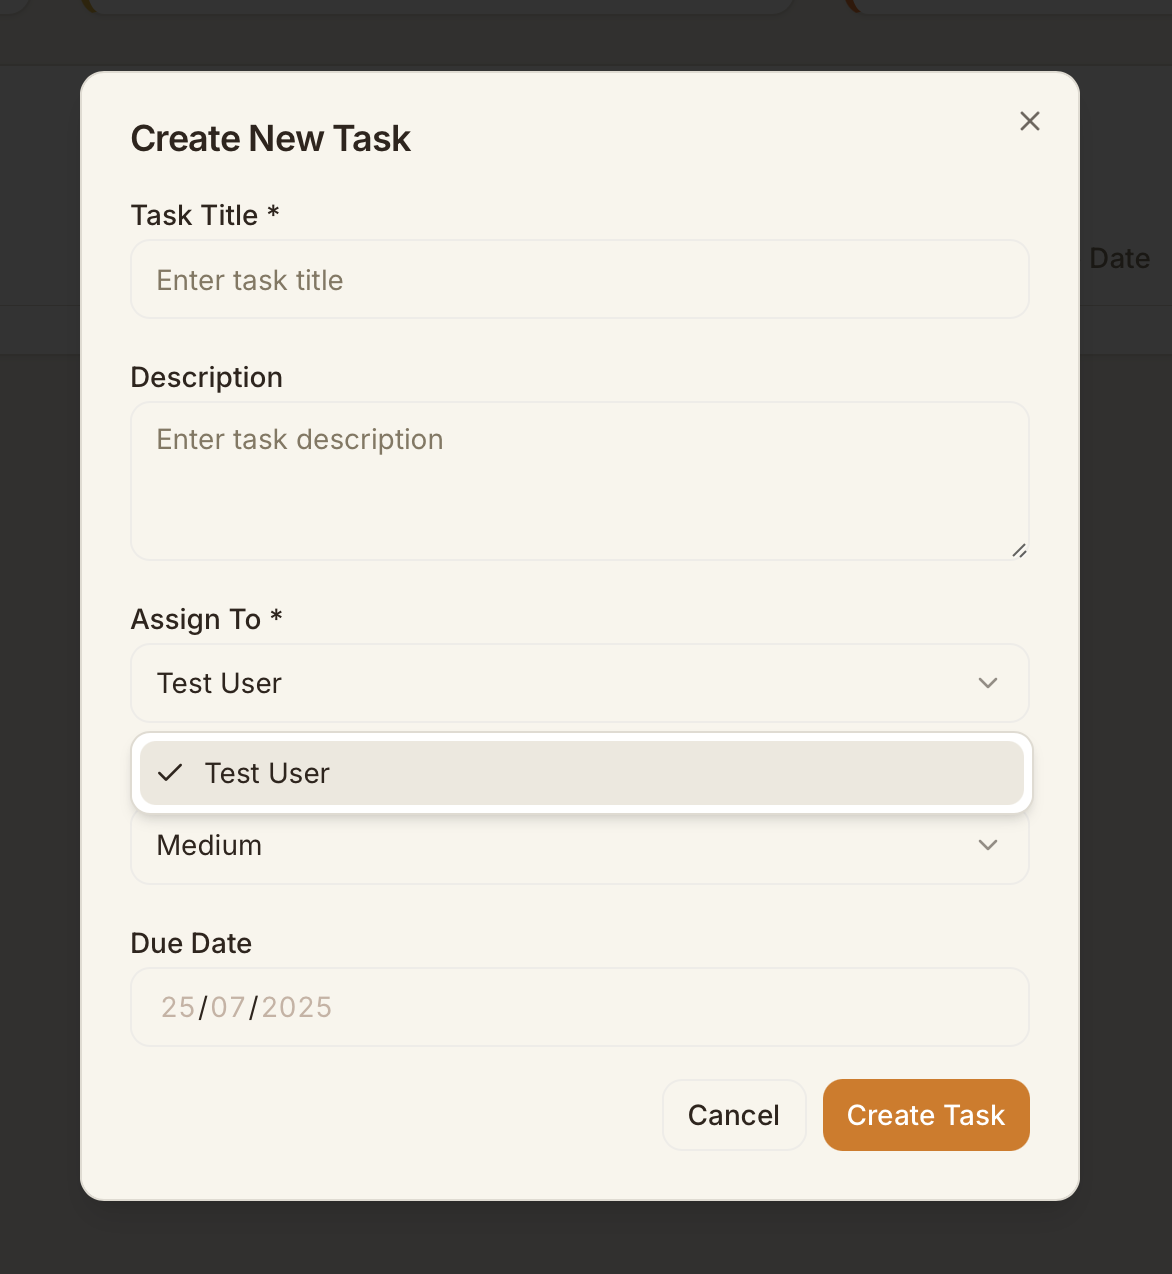 Create New Task
Task Title *
Enter task title
Date
Description
Enter task description
Assign To *
Test User
Test User
Medium
Due Date
25/07/2025
Cancel
Create Task